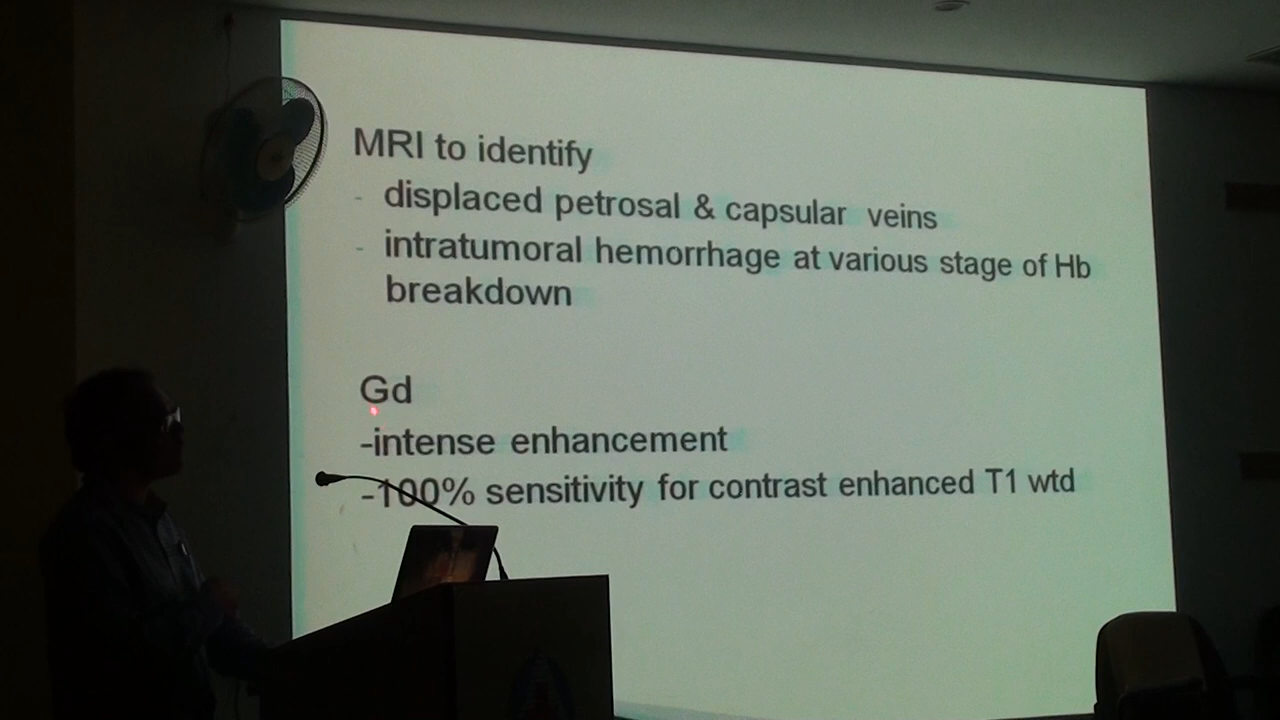 MRI to identify
- displaced petrosal & capsular veins
- intratumoral hemorrhage at various stage of Hb
breakdown
Gd
-intense enhancement
-100% sensitivity for contrast enhanced T1 wtd